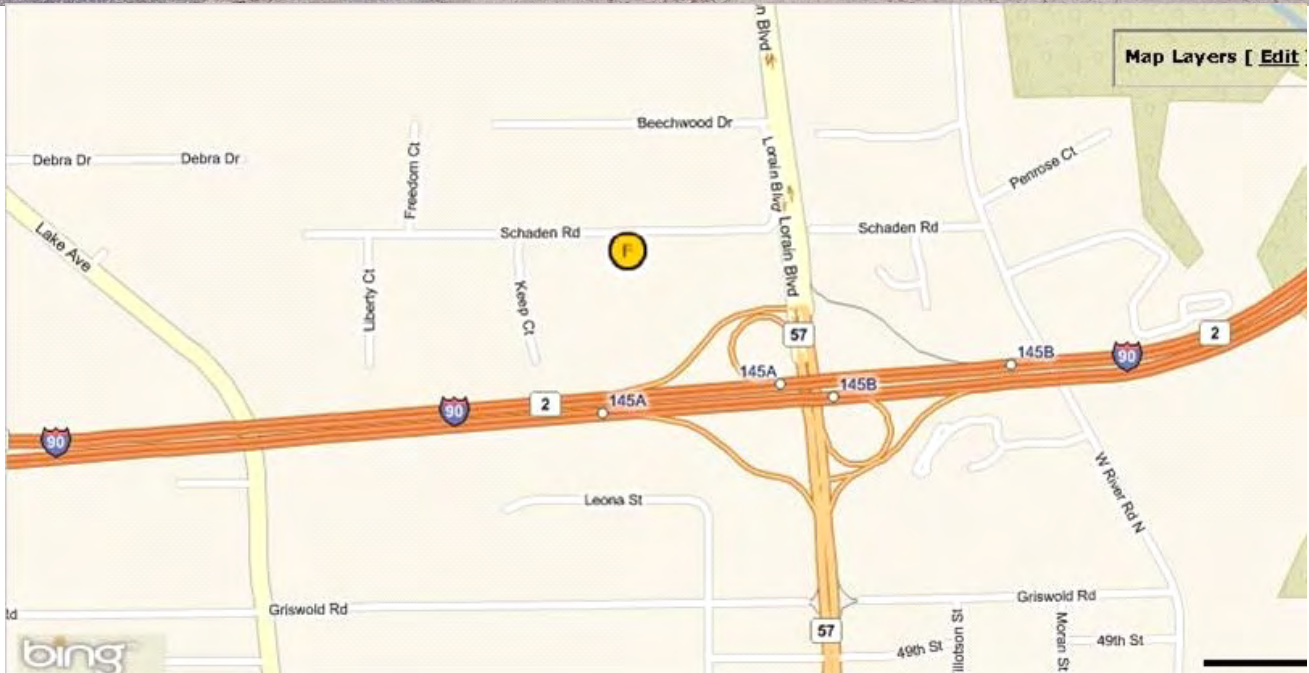 n Blvd
Map Layers [ Edit ]
Beechwood Dr
Debra Dr
Debra Dr
Freedom Ct
Lorain Blvd
Penrose Ct
Lake Ave
Schaden Rd
F
Lorain Blvd
Schaden Rd
Liberty Ct
Keep Ct
57
2
145B
90
145A
145B
2
145A
90
90
Leona St
W River Rd N
Rd
Griswold Rd
Griswold Rd
57
illotson St
Moran St
49th St
49th St
bing